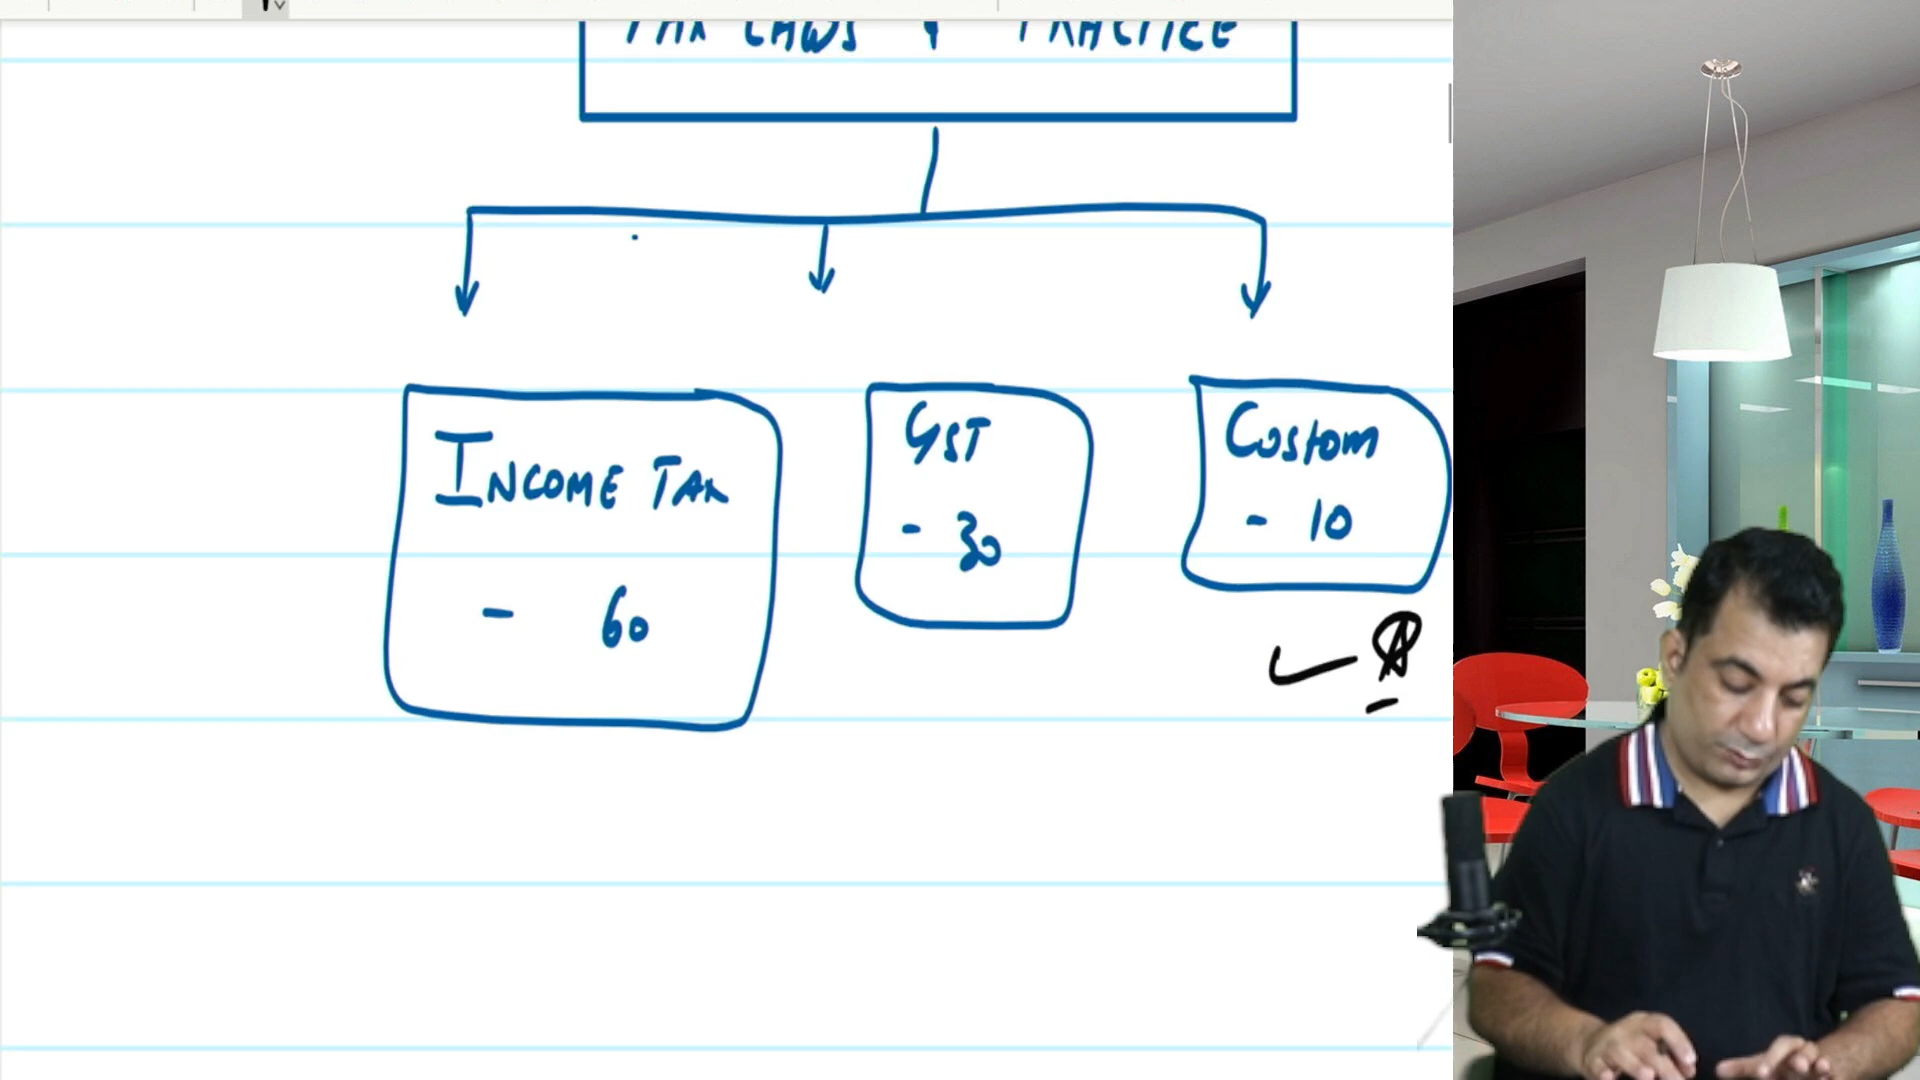 TAX LAWS & PRACTICE
INCOME TAX
- 60
GST
- 30
Custom
- 10